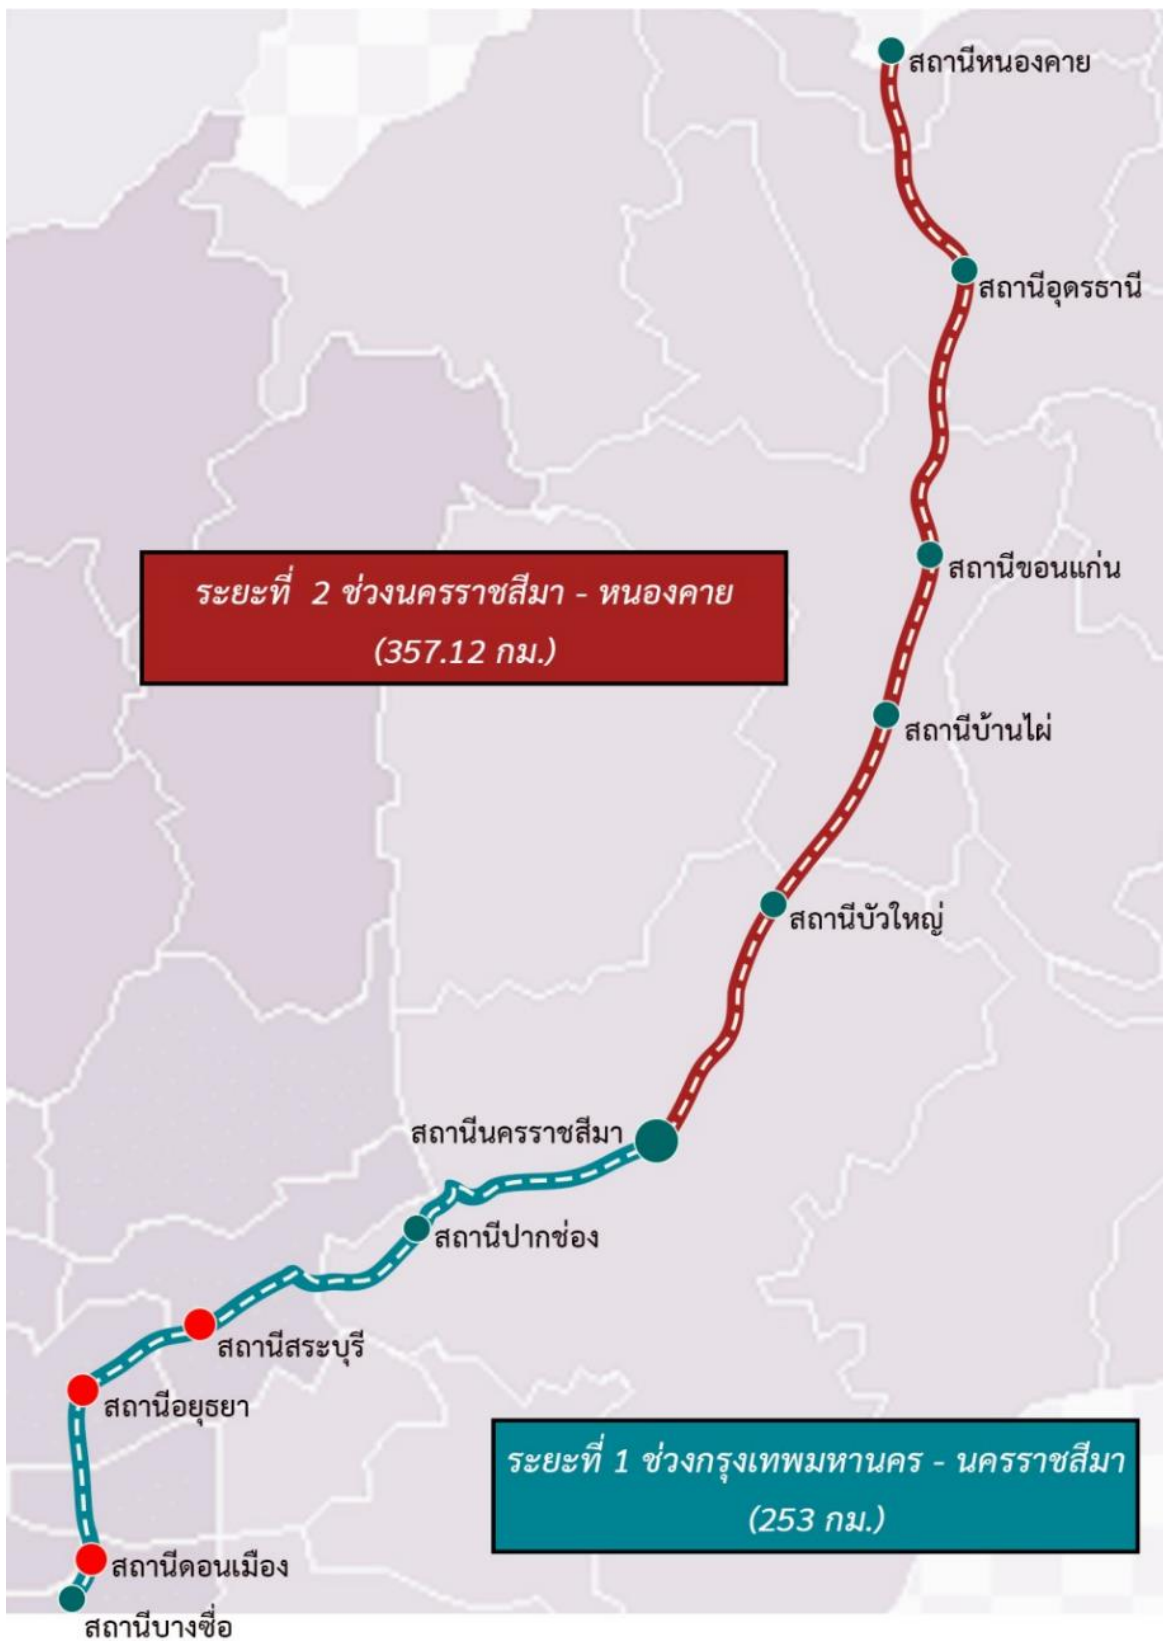 สถานีหนองคาย
สถานีอุดรธานี
สถานีขอนแก่น
ระยะที่ 2 ช่วงนครราชสีมา - หนองคาย
(357.12 กม.)
สถานีบ้านไผ่
สถานีบัวใหญ่
สถานีนครราชสีมา
สถานีปากช่อง
สถานีสระบุรี
สถานีอยุธยา
ระยะที่ 1 ช่วงกรุงเทพมหานคร - นครราชสีมา
(253 กม.)
สถานีดอนเมือง
สถานีบางซื่อ